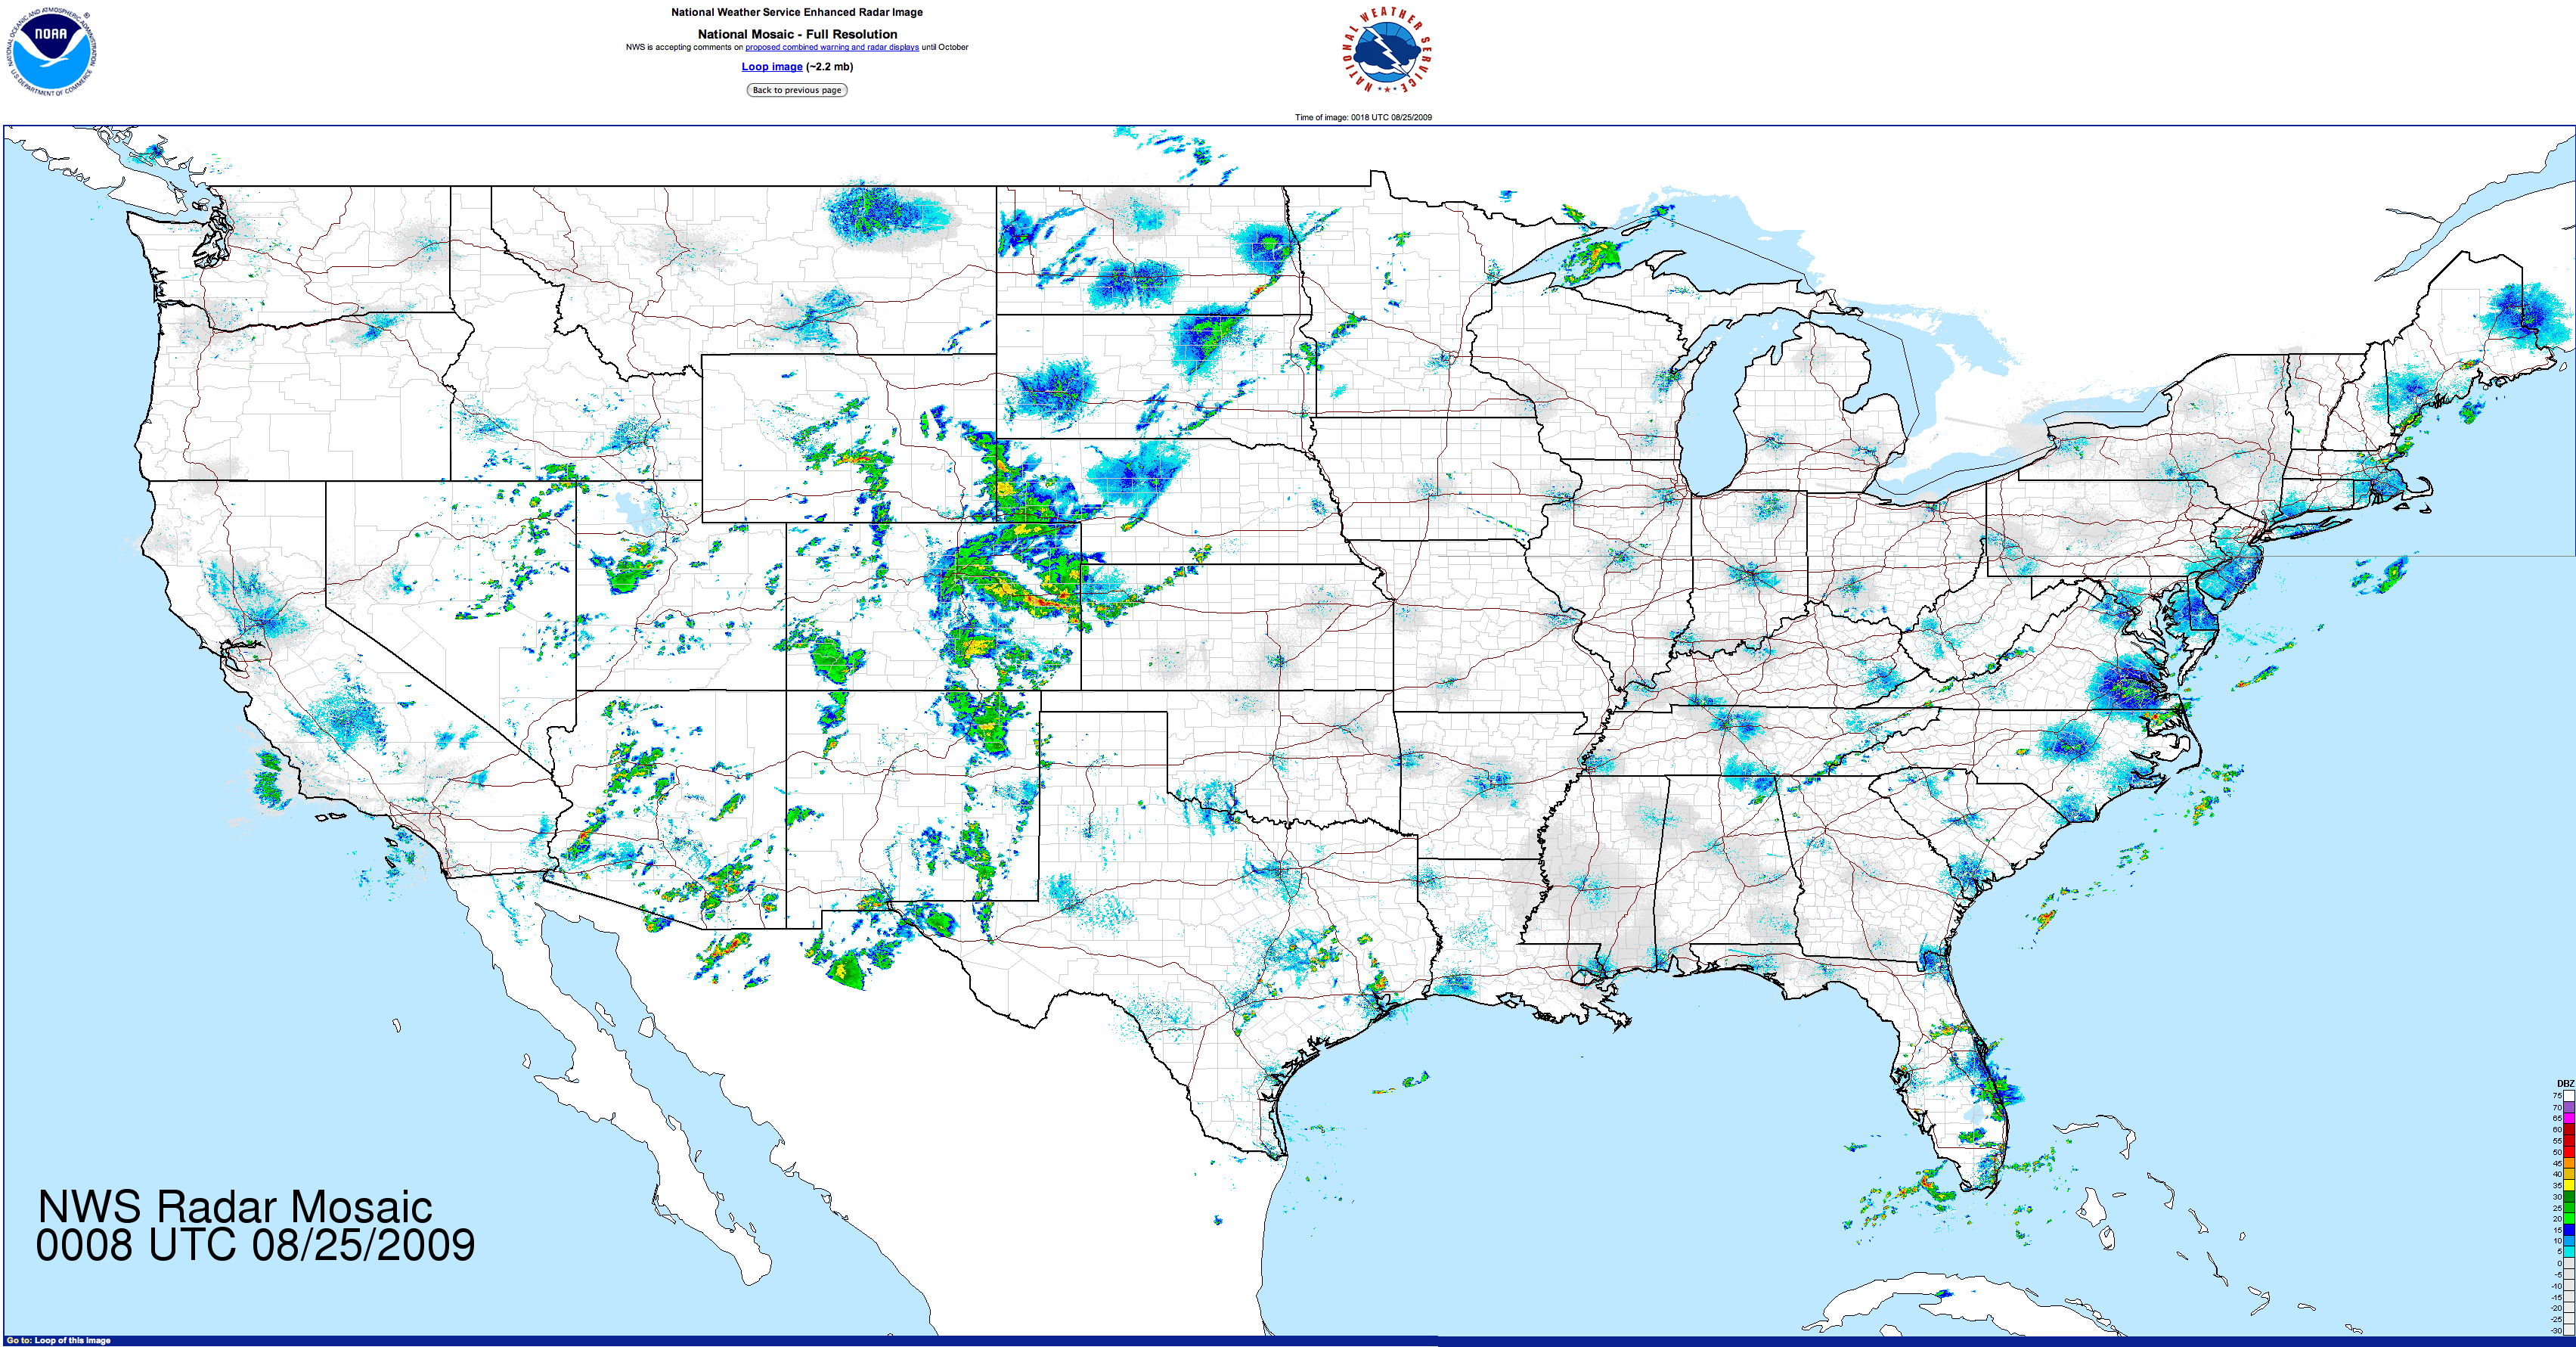 NATIONAL OCEANIC AND ATMOSPHERIC ADMINISTRATION
NOAA
U.S. DEPARTMENT OF COMMERCE
®
National Weather Service Enhanced Radar Image
National Mosaic - Full Resolution
NWS is accepting comments on proposed combined warning and radar displays until October
Loop image (~2.2 mb)
Back to previous page
NATIONAL WEATHER SERVICE
Time of image: 0018 UTC 08/25/2009
DBZ
75
70
65
60
55
50
45
40
35
30
25
20
15
10
5
0
-5
-10
-15
-20
-25
-30
NWS Radar Mosaic
0008 UTC 08/25/2009
Go to: Loop of this image